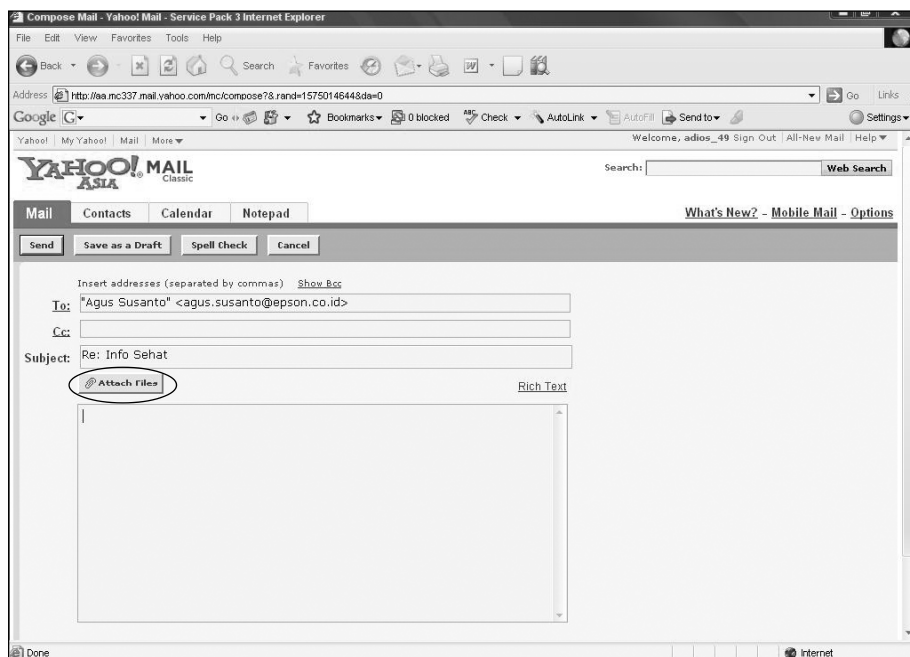 Compose Mail - Yahoo! Mail - Service Pack 3 Internet Explorer
File Edit View Favorites Tools Help
Back Search Favorites
Address http://aa.mc337.mail.yahoo.com/mc/compose?&.rand=1575014644&da=0 Go Links
Google G Go Bookmarks 0 blocked ABC Check AutoLink AutoFill Send to Settings
Yahoo! My Yahoo! Mail More Welcome, adios_49 Sign Out All-New Mail Help
YAHOO! MAIL Search: Web Search
ASIA Classic
Mail Contacts Calendar Notepad What's New? - Mobile Mail - Options
Send Save as a Draft Spell Check Cancel
Insert addresses (separated by commas) Show Bcc
To: "Agus Susanto" <agus.susanto@epson.co.id>
Cc:
Subject: Re: Info Sehat
Attach Files Rich Text
Done Internet